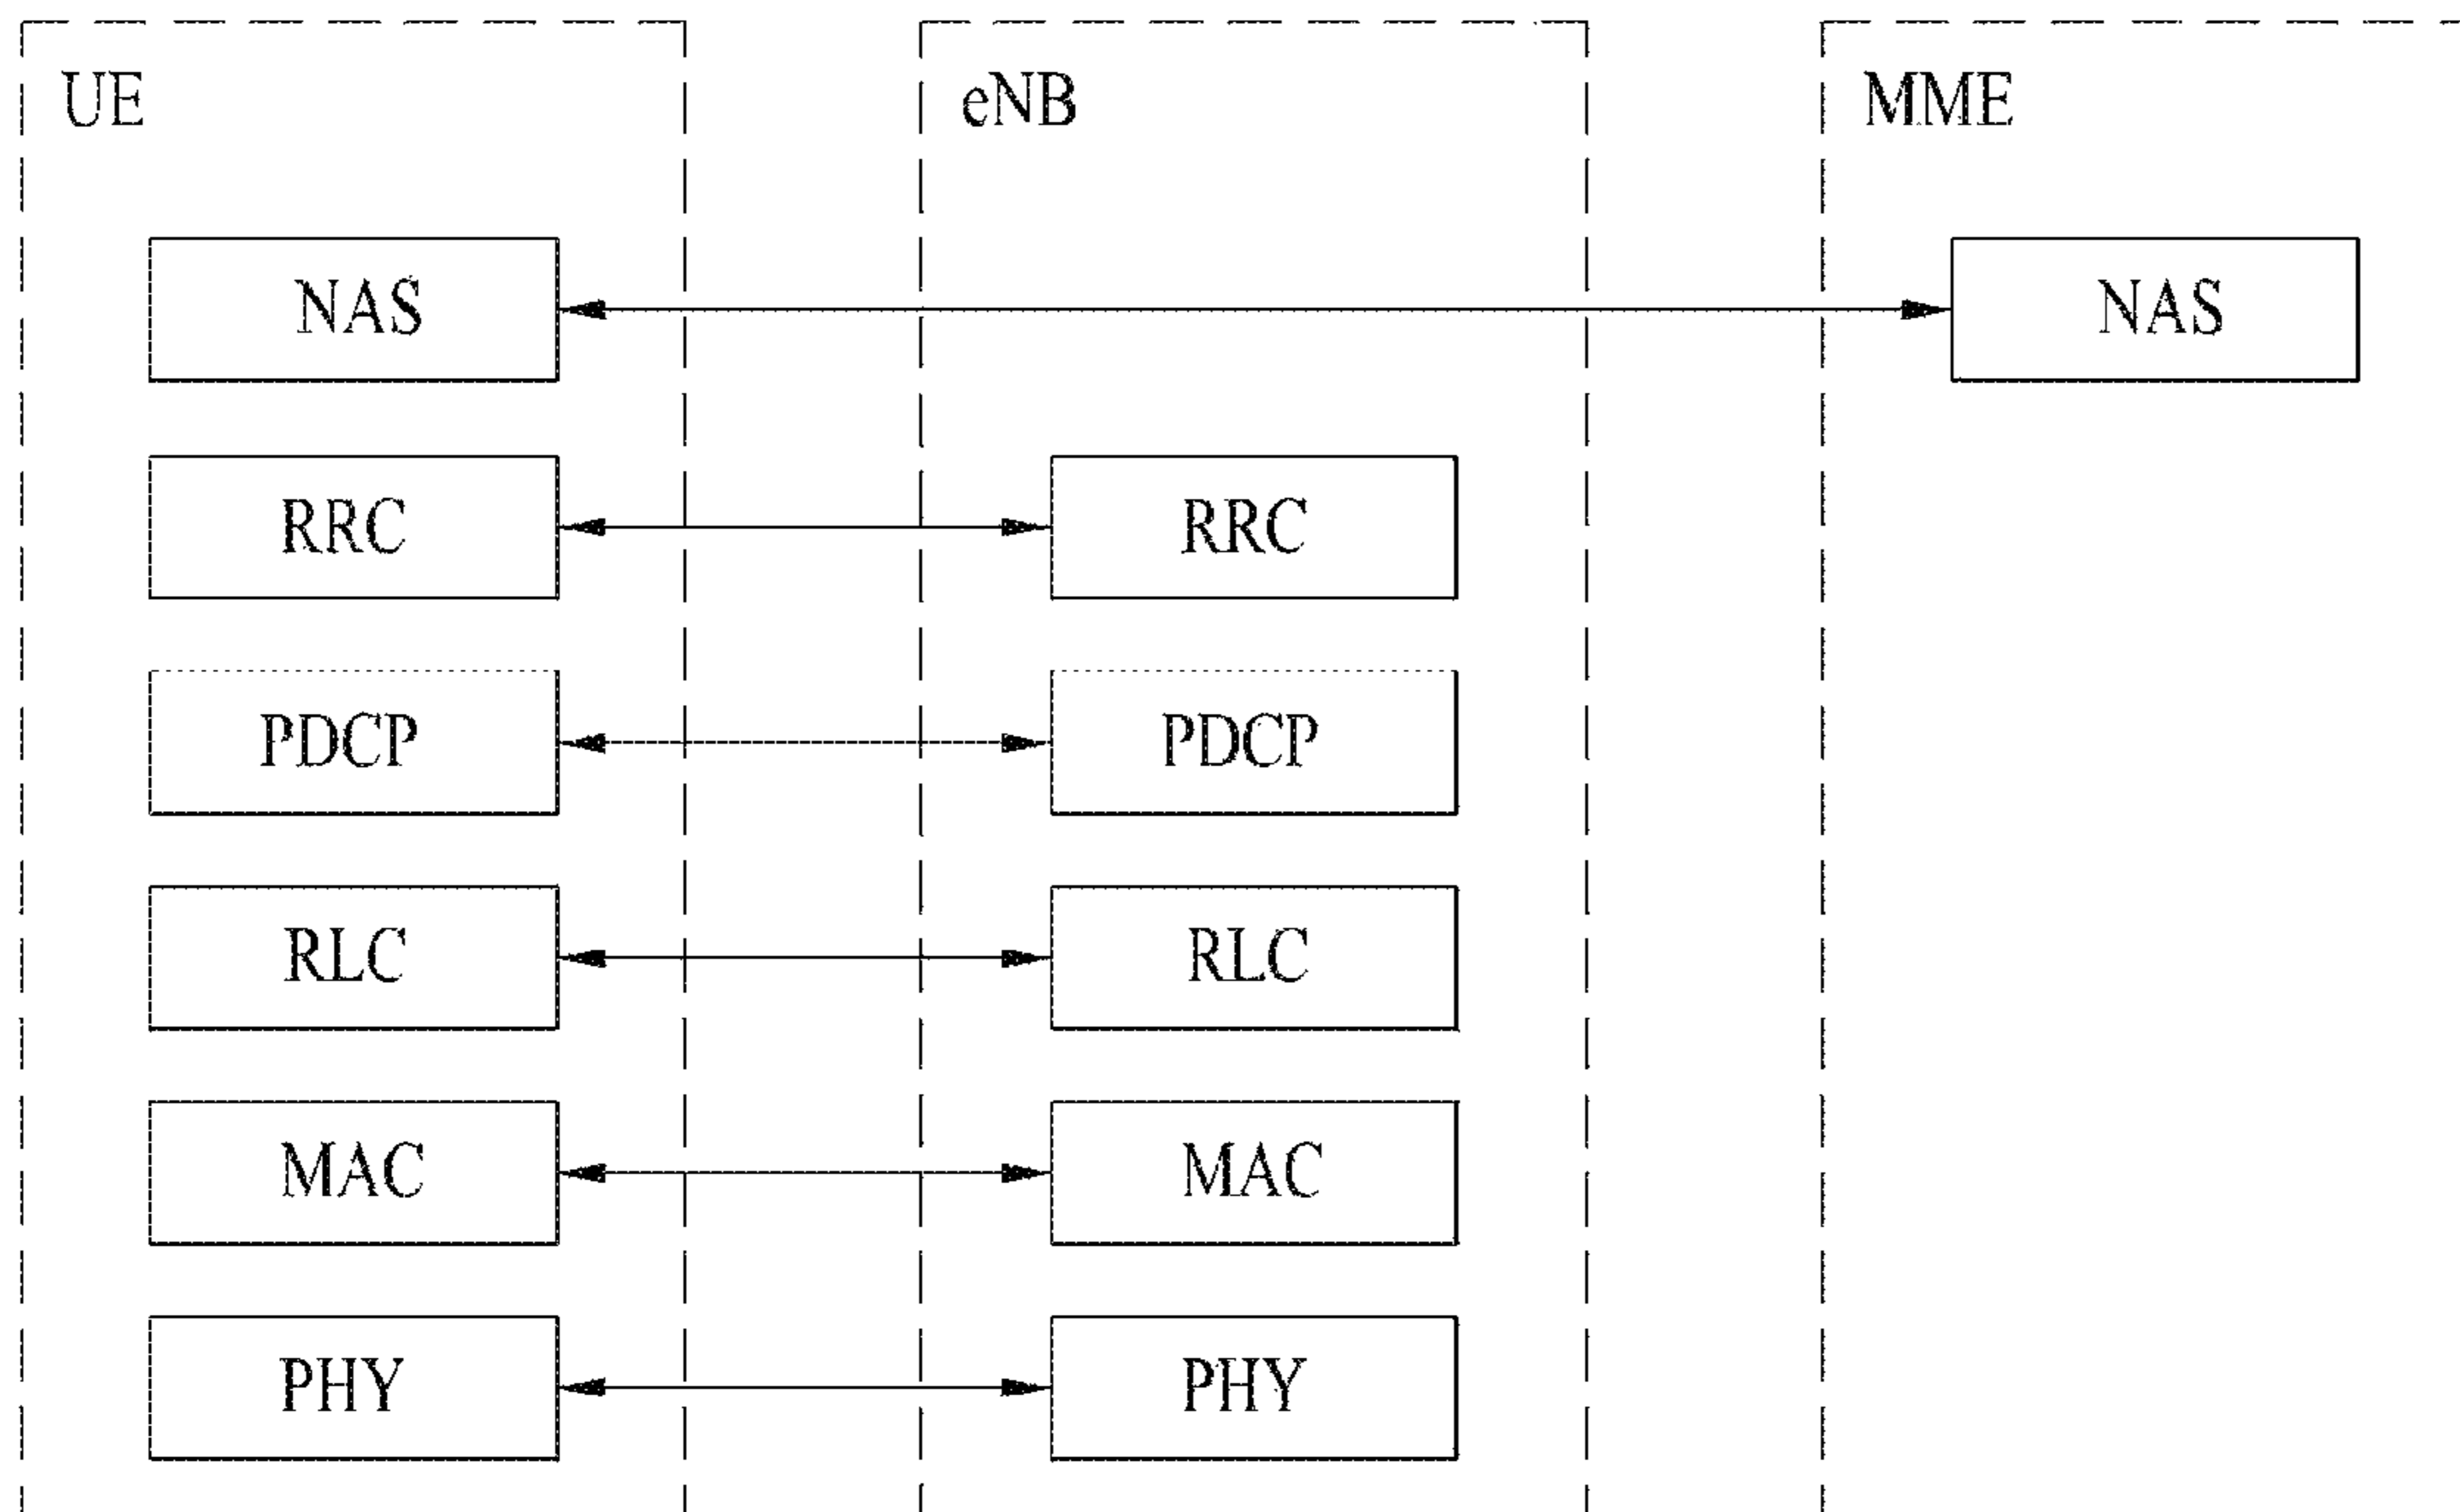 UE eNB MME
NAS NAS
RRC RRC
PDCP PDCP
RLC RLC
MAC MAC
PHY PHY